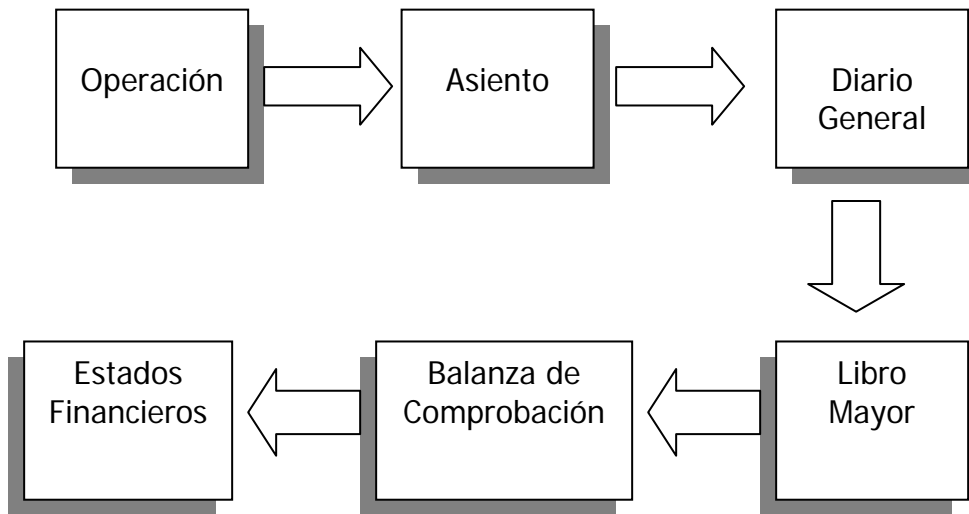 Operación
Asiento
Diario
General
Libro
Mayor
Balanza de
Comprobación
Estados
Financieros